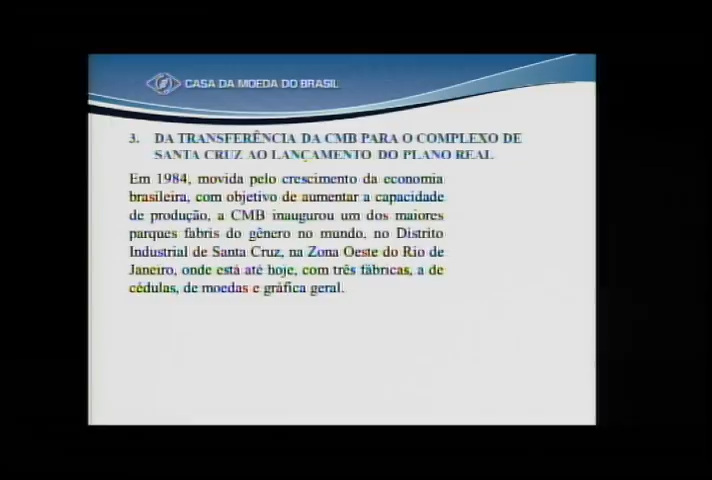 CASA DA MOEDA DO BRASIL
3. DA TRANSFERÊNCIA DA CMB PARA O COMPLEXO DE
SANTA CRUZ AO LANÇAMENTO DO PLANO REAL
Em 1984, movida pelo crescimento da economia
brasileira, com objetivo de aumentar a capacidade
de produção, a CMB inaugurou um dos maiores
parques fabris do gênero no mundo, no Distrito
Industrial de Santa Cruz, na Zona Oeste do Rio de
Janeiro, onde está até hoje, com três fábricas, a de
cédulas, de moedas e gráfica geral.